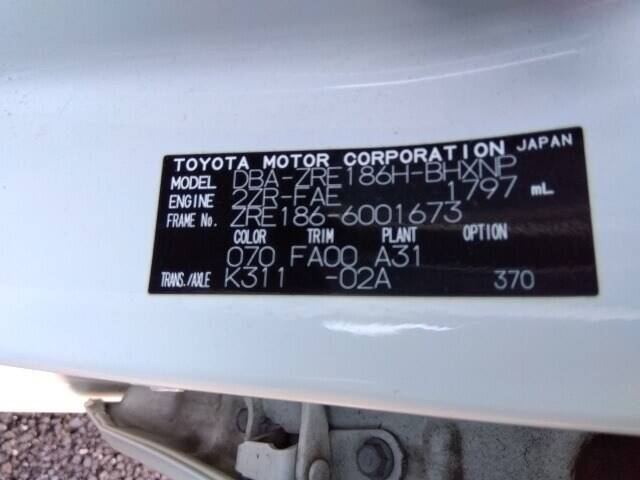 TOYOTA MOTOR CORPORATION JAPAN
MODEL DBA-ZRE186H-BHXNP
ENGINE 2ZR-FAE 1797 mL
FRAME No. ZRE186-6001673
COLOR TRIM PLANT OPTION
070 FA00 A31
TRANS./AXLE K311 -02A 370